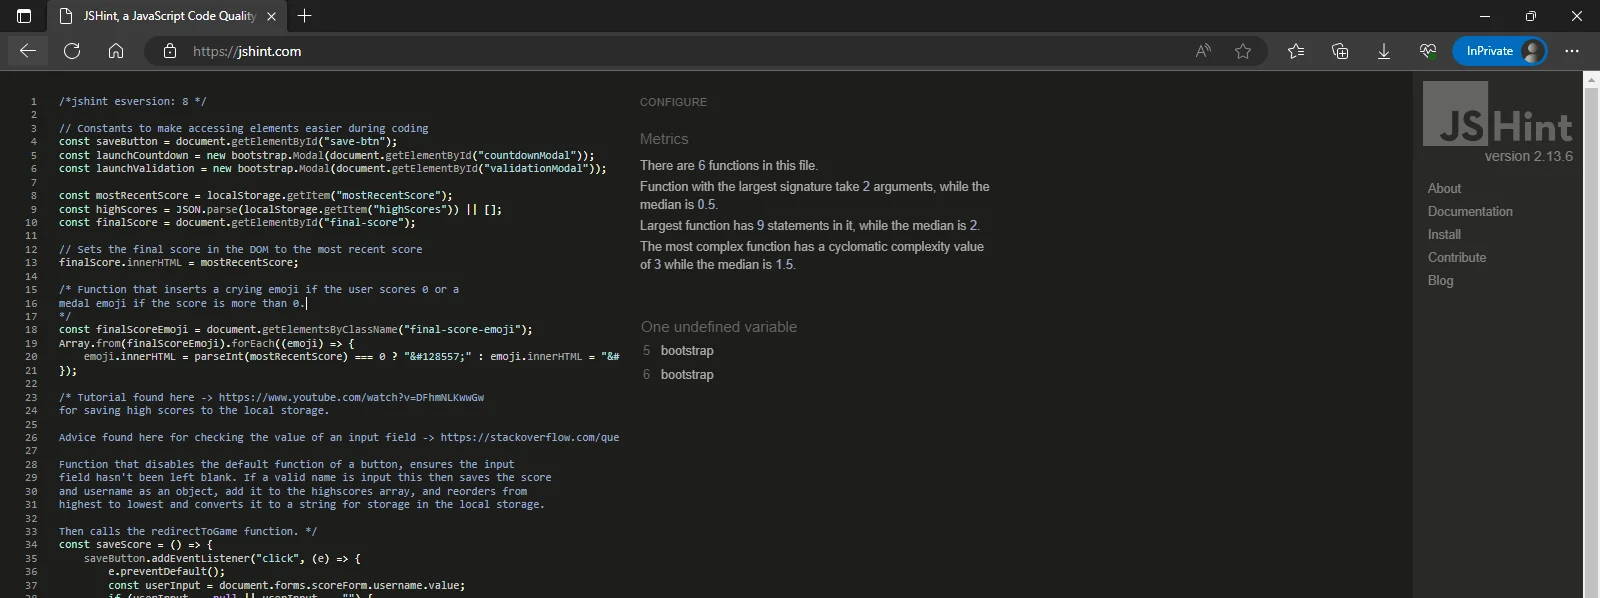 JSHint, a JavaScript Code Quality
https://jshint.com
InPrivate
1 /*jshint esversion: 8 */
2
3 // Constants to make accessing elements easier during coding
4 const saveButton = document.getElementById("save-btn");
5 const launchCountdown = new bootstrap.Modal(document.getElementById("countdownModal"));
6 const launchValidation = new bootstrap.Modal(document.getElementById("validationModal"));
7
8 const mostRecentScore = localStorage.getItem("mostRecentScore");
9 const highScores = JSON.parse(localStorage.getItem("highScores")) || [];
10 const finalScore = document.getElementById("final-score");
11
12 // Sets the final score in the DOM to the most recent score
13 finalScore.innerHTML = mostRecentScore;
14
15 /* Function that inserts a crying emoji if the user scores 0 or a
16 medal emoji if the score is more than 0.
17 */
18 const finalScoreEmoji = document.getElementsByClassName("final-score-emoji");
19 Array.from(finalScoreEmoji).forEach((emoji) => {
20 emoji.innerHTML = parseInt(mostRecentScore) === 0 ? "&#128557;" : emoji.innerHTML = "&#
21 });
22
23 /* Tutorial found here -> https://www.youtube.com/watch?v=DFhmNLKwwGw
24 for saving high scores to the local storage.
25
26 Advice found here for checking the value of an input field -> https://stackoverflow.com/que
27
28 Function that disables the default function of a button, ensures the input
29 field hasn't been left blank. If a valid name is input this then saves the score
30 and username as an object, add it to the highscores array, and reorders from
31 highest to lowest and converts it to a string for storage in the local storage.
32
33 Then calls the redirectToGame function. */
34 const saveScore = () => {
35 saveButton.addEventListener("click", (e) => {
36 e.preventDefault();
37 const userInput = document.forms.scoreForm.username.value;
CONFIGURE
Metrics
There are 6 functions in this file.
Function with the largest signature take 2 arguments, while the
median is 0.5.
Largest function has 9 statements in it, while the median is 2.
The most complex function has a cyclomatic complexity value
of 3 while the median is 1.5.
One undefined variable
5 bootstrap
6 bootstrap
JSHint
version 2.13.6
About
Documentation
Install
Contribute
Blog